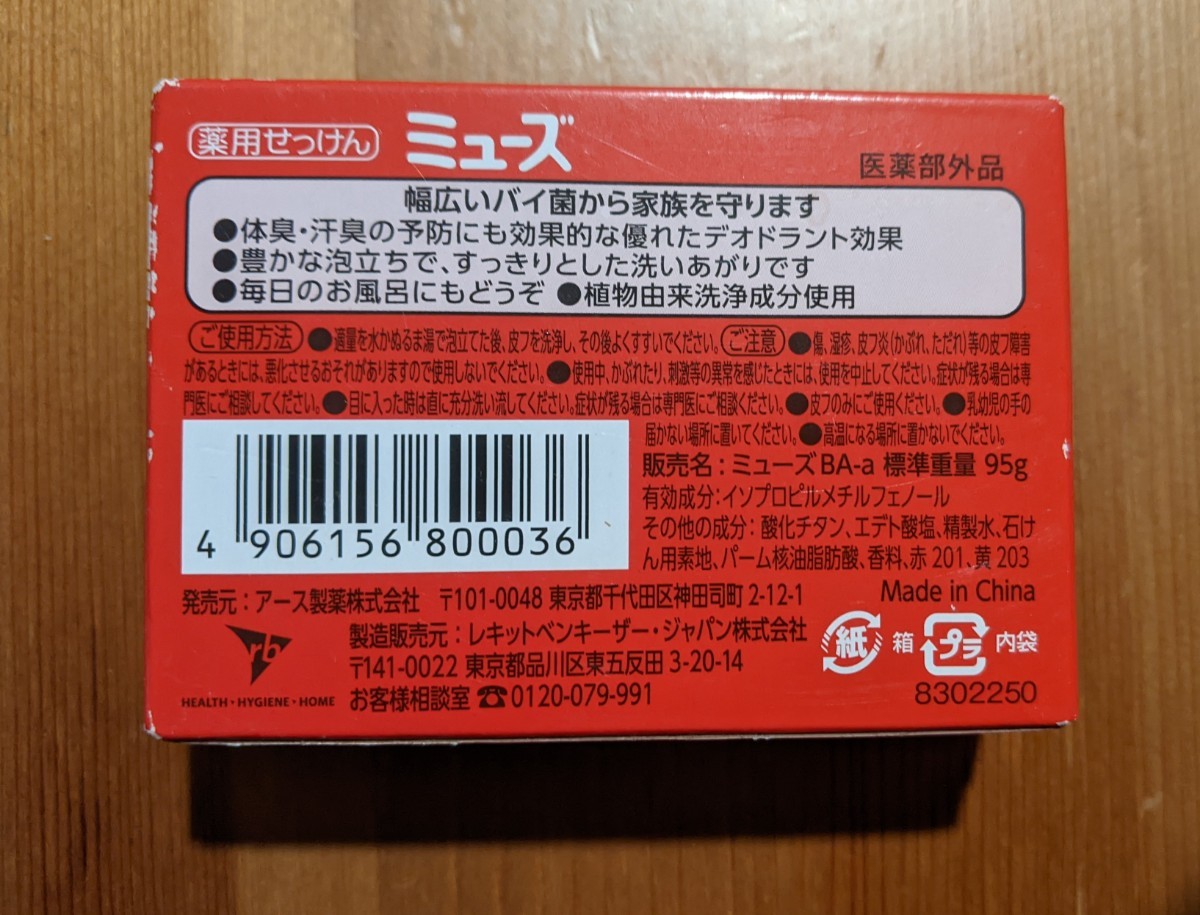 薬用せっけん ミューズ 医薬部外品
幅広いバイ菌から家族を守ります
●体臭・汗臭の予防にも効果的な優れたデオドラント効果
●豊かな泡立ちで、すっきりとした洗いあがりです
●毎日のお風呂にもどうぞ ●植物由来洗浄成分使用
ご使用方法 ●適量を水かぬるま湯で泡立てた後、皮フを洗浄し、その後よくすすいでください。 ご注意 ●傷、湿疹、皮フ炎(かぶれ、ただれ)等の皮フ障害
があるときには、悪化させるおそれがありますので使用しないでください。●使用中、かぶれたり、刺激等の異常を感じたときには、使用を中止してください。症状が残る場合は専
門医にご相談してください。●目に入った時は直に充分洗い流してください。症状が残る場合は専門医にご相談ください。●皮フのみにご使用ください。●乳幼児の手の
届かない場所に置いてください。●高温になる場所に置かないでください。
販売名：ミューズBA-a 標準重量 95g
有効成分：イソプロピルメチルフェノール
その他の成分：酸化チタン、エデト酸塩、精製水、石け
ん用素地、パーム核油脂肪酸、香料、赤201、黄203
4 906156 800036
発売元：アース製薬株式会社 〒101-0048 東京都千代田区神田司町2-12-1 Made in China
rb
HEALTH・HYGIENE・HOME
製造販売元：レキットベンキーザー・ジャパン株式会社
〒141-0022 東京都品川区東五反田3-20-14
お客様相談室 ☎0120-079-991
紙 箱 プラ 内袋
8302250